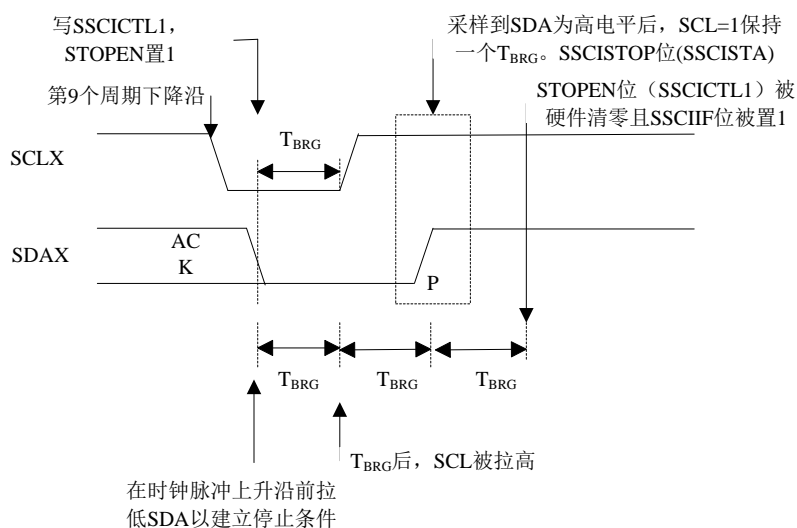 写SSCICTL1，
STOPEN置1
采样到SDA为高电平后，SCL=1保持
一个TBRG。SSCISTOP位(SSCISTA)
第9个周期下降沿
STOPEN位（SSCICTL1）被
硬件清零且SSCIIF位被置1
TBRG
SCLX
SDAX
AC
K
P
TBRG
TBRG
TBRG
TBRG后，SCL被拉高
在时钟脉冲上升沿前拉
低SDA以建立停止条件